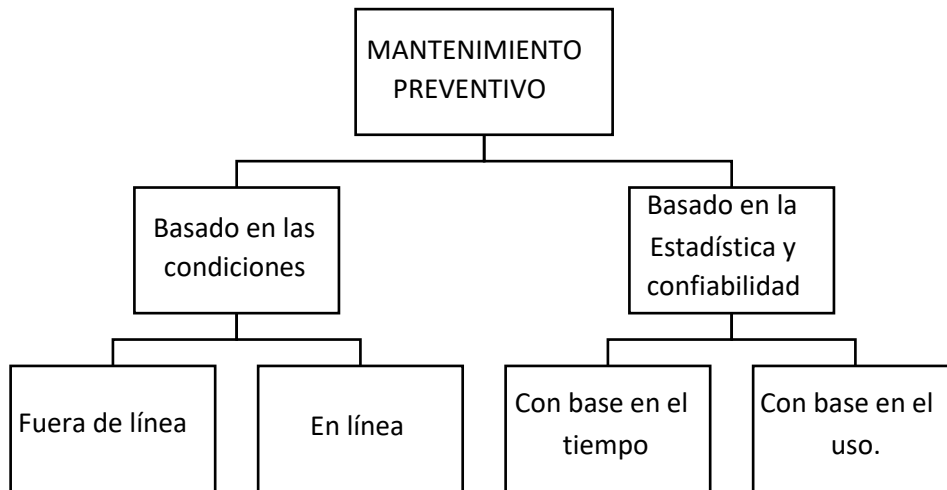 MANTENIMIENTO
PREVENTIVO
Basado en las
condiciones
Basado en la
Estadística y
confiabilidad
Fuera de línea
En línea
Con base en el
tiempo
Con base en el
uso.